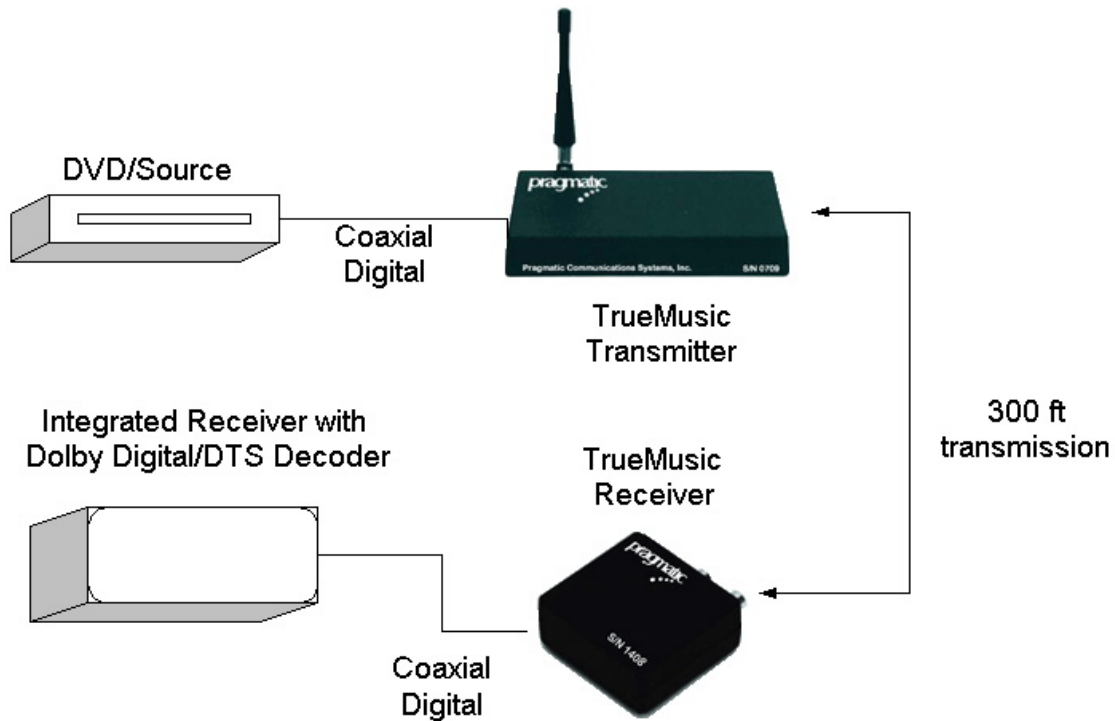 DVD/Source
Coaxial
Digital
pragmatic
Pragmatic Communications Systems, Inc.
S/N 0709
TrueMusic
Transmitter
300 ft
transmission
Integrated Receiver with
Dolby Digital/DTS Decoder
TrueMusic
Receiver
pragmatic
S/N 1408
Coaxial
Digital